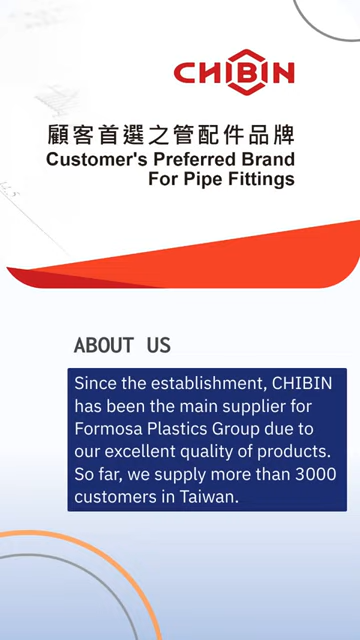 CHIBIN
顧客首選之管配件品牌
Customer's Preferred Brand
For Pipe Fittings
ABOUT US
Since the establishment, CHIBIN
has been the main supplier for
Formosa Plastics Group due to
our excellent quality of products.
So far, we supply more than 3000
customers in Taiwan.